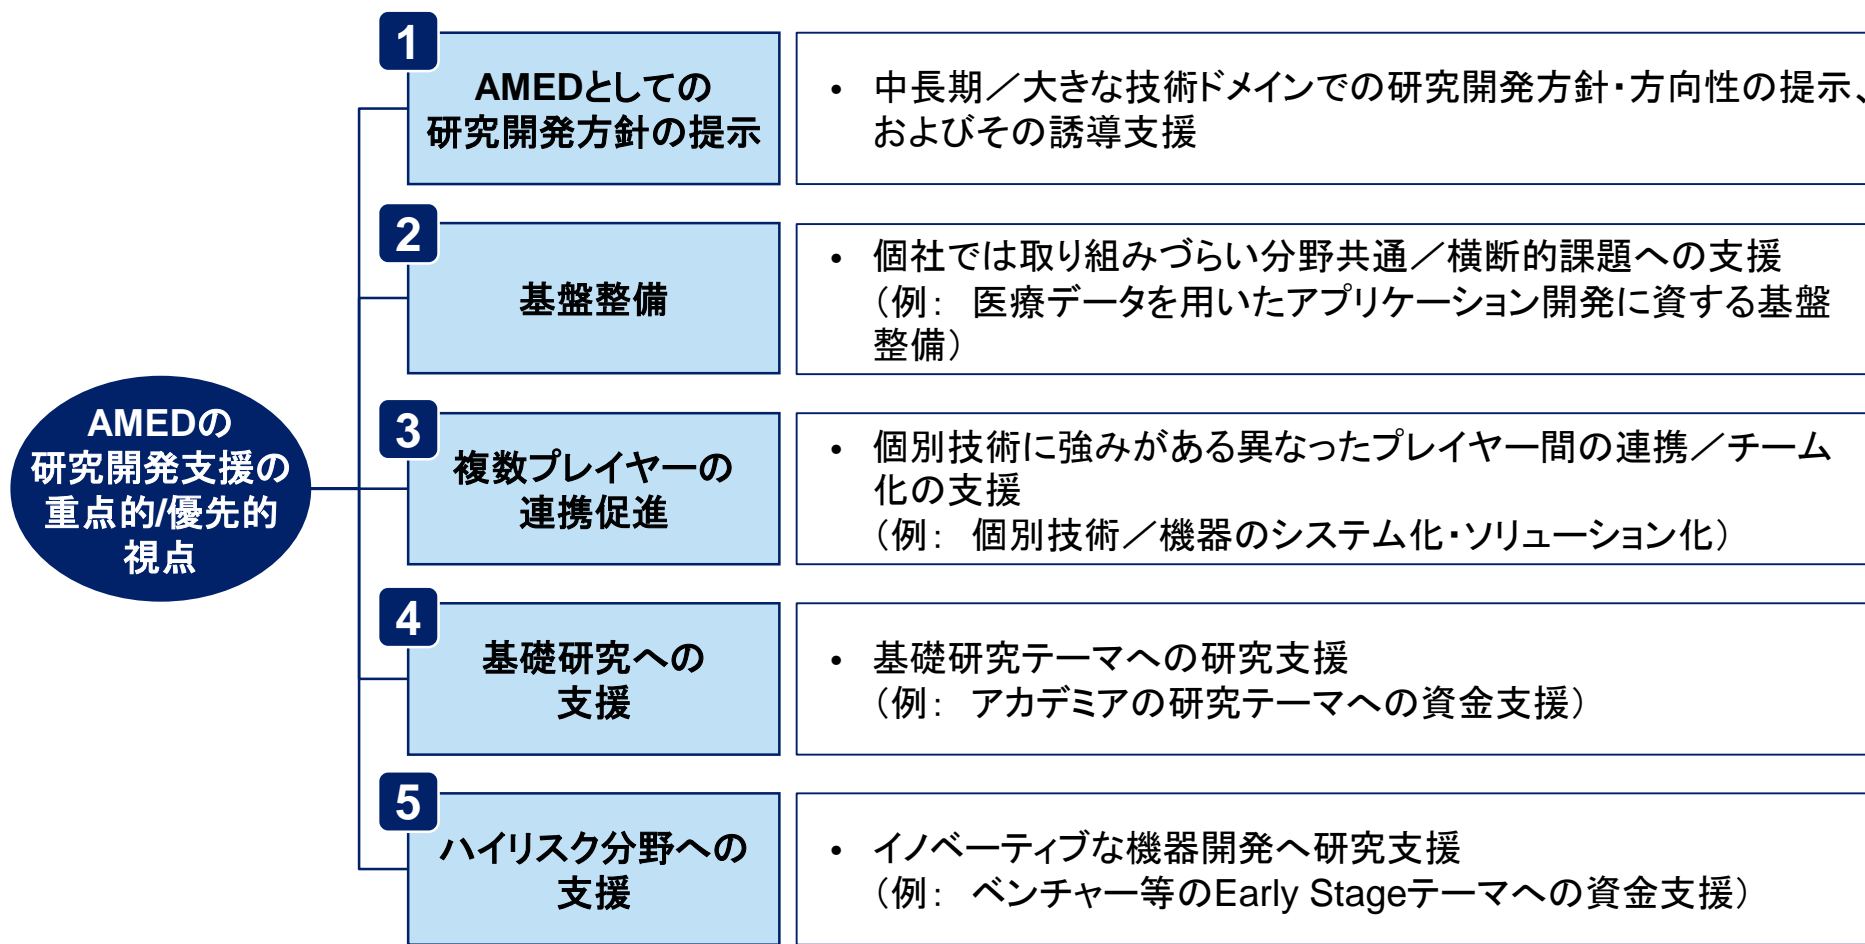 AMEDの
研究開発支援の
重点的/優先的
視点
1
AMEDとしての
研究開発方針の提示
• 中長期／大きな技術ドメインでの研究開発方針・方向性の提示、
およびその誘導支援
2
基盤整備
• 個社では取り組みづらい分野共通／横断的課題への支援
（例： 医療データを用いたアプリケーション開発に資する基盤
整備）
3
複数プレイヤーの
連携促進
• 個別技術に強みがある異なったプレイヤー間の連携／チーム
化の支援
（例： 個別技術／機器のシステム化・ソリューション化）
4
基礎研究への
支援
• 基礎研究テーマへの研究支援
（例： アカデミアの研究テーマへの資金支援）
5
ハイリスク分野への
支援
• イノベーティブな機器開発へ研究支援
（例： ベンチャー等のEarly Stageテーマへの資金支援）